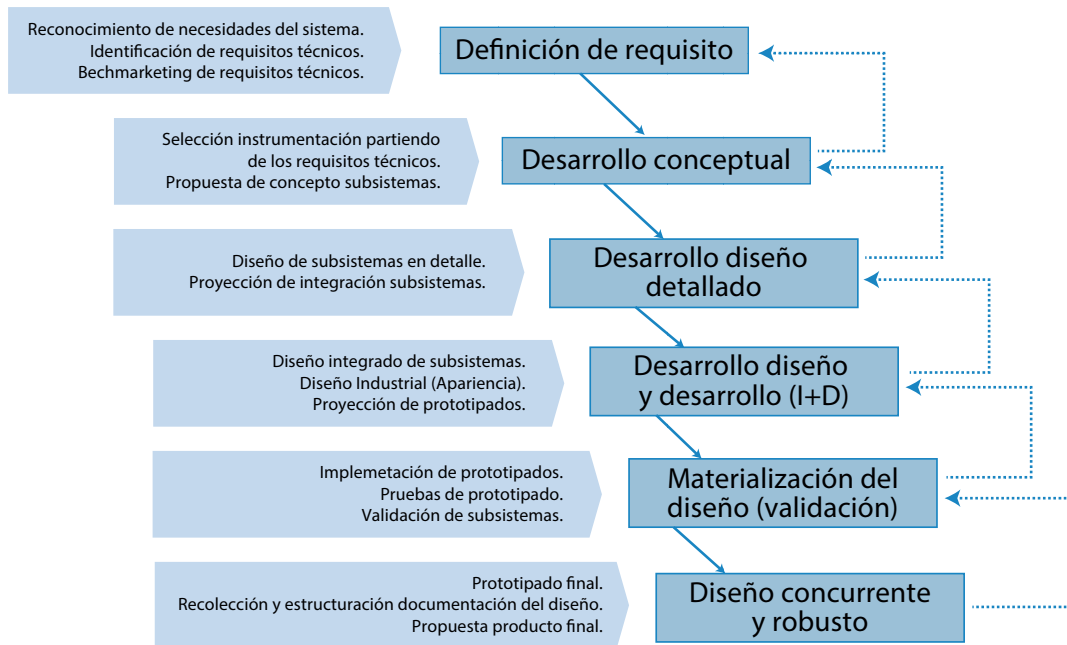 Reconocimiento de necesidades del sistema.
Identificación de requisitos técnicos.
Bechmarketing de requisitos técnicos.
Definición de requisito
Selección instrumentación partiendo
de los requisitos técnicos.
Propuesta de concepto subsistemas.
Desarrollo conceptual
Diseño de subsistemas en detalle.
Proyección de integración subsistemas.
Desarrollo diseño
detallado
Diseño integrado de subsistemas.
Diseño Industrial (Apariencia).
Proyección de prototipados.
Desarrollo diseño
y desarrollo (I+D)
Implemetación de prototipados.
Pruebas de prototipado.
Validación de subsistemas.
Materialización del
diseño (validación)
Prototipado final.
Recolección y estructuración documentación del diseño.
Propuesta producto final.
Diseño concurrente
y robusto